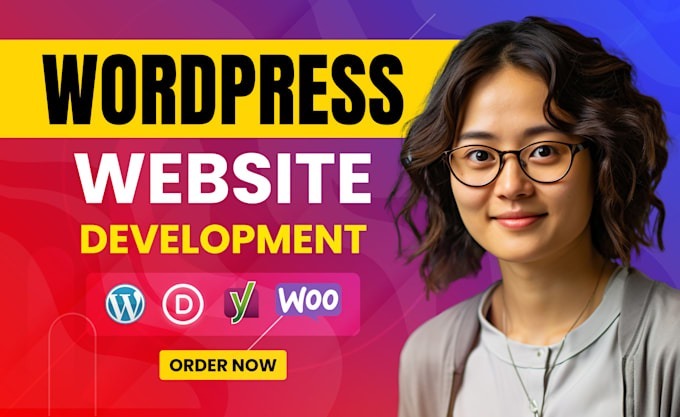 WORDPRESS
WEBSITE
DEVELOPMENT
W D y WOO
ORDER NOW